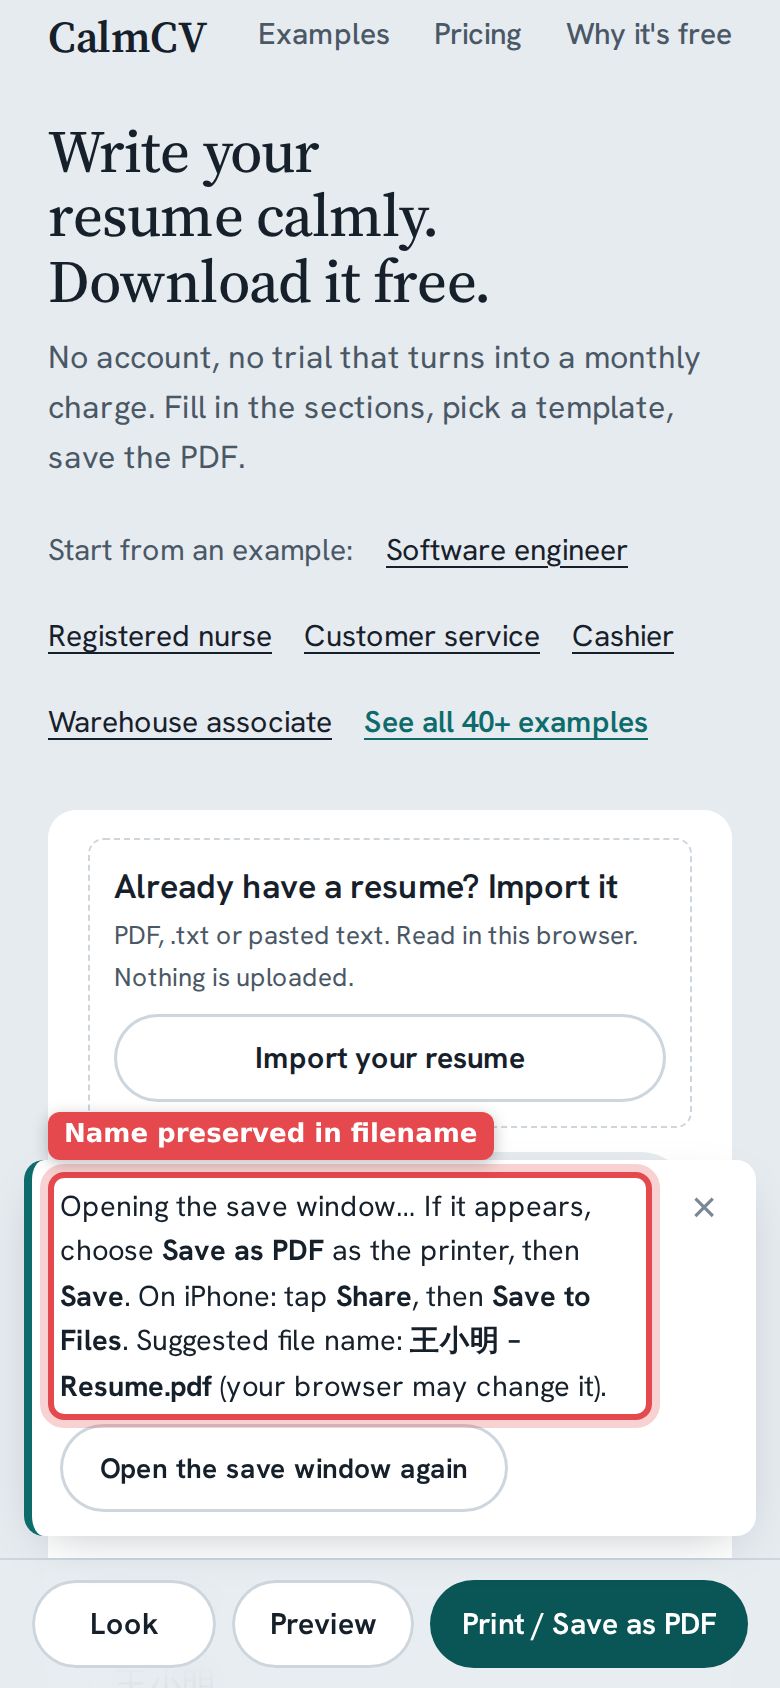 CalmCV Examples Pricing Why it's free
Write your
resume calmly.
Download it free.
No account, no trial that turns into a monthly
charge. Fill in the sections, pick a template,
save the PDF.
Start from an example: Software engineer
Registered nurse Customer service Cashier
Warehouse associate See all 40+ examples
Already have a resume? Import it
PDF, .txt or pasted text. Read in this browser.
Nothing is uploaded.
Import your resume
Name preserved in filename
Opening the save window… If it appears,
choose Save as PDF as the printer, then
Save. On iPhone: tap Share, then Save to
Files. Suggested file name: 王小明 –
Resume.pdf (your browser may change it).
×
Open the save window again
Look Preview Print / Save as PDF
王小明